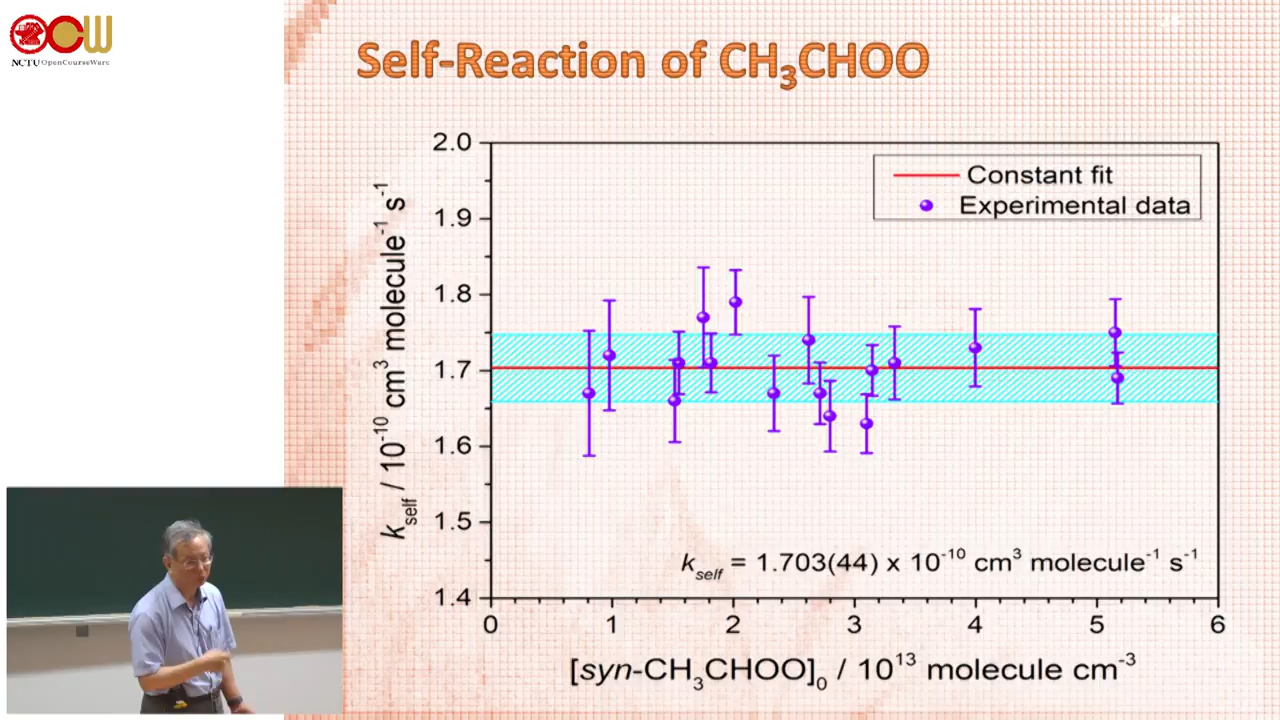 NCTU OpenCourseWare
Self-Reaction of CH₃CHOO
Constant fit
Experimental data
2.0
1.9
1.8
1.7
1.6
1.5
1.4
k_self / 10⁻¹⁰ cm³ molecule⁻¹ s⁻¹
k_self = 1.703(44) x 10⁻¹⁰ cm³ molecule⁻¹ s⁻¹
0 1 2 3 4 5 6
[syn-CH₃CHOO]₀ / 10¹³ molecule cm⁻³